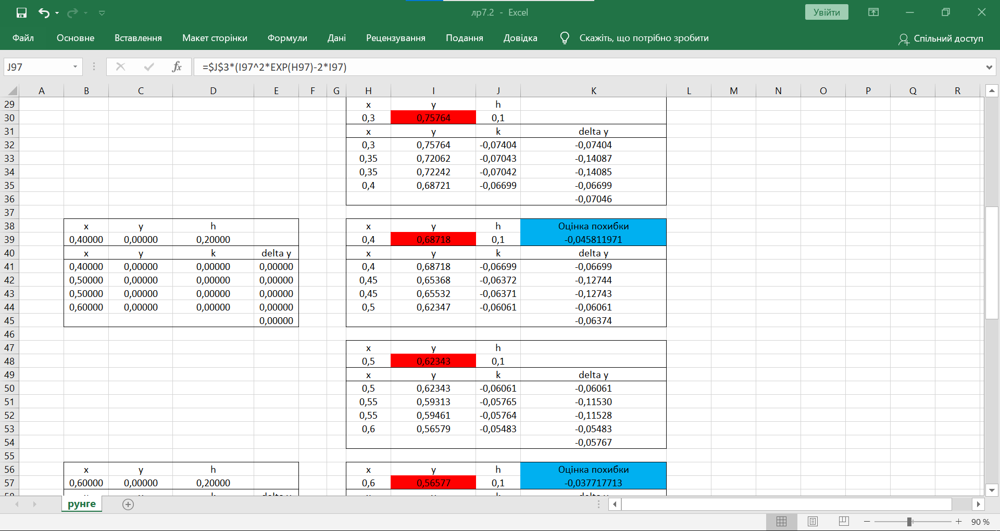 лр7.2 - Excel
Увійти
Файл Основне Вставлення Макет сторінки Формули Дані Рецензування Подання Довідка Скажіть, що потрібно зробити Спільний доступ
J97 fx =$J$3*(I97^2*EXP(H97)-2*I97)
A B C D E F G H I J K L M N O P Q R
29 x y h
30 0,3 0,75764 0,1
31 x y k delta y
32 0,3 0,75764 -0,07404 -0,07404
33 0,35 0,72062 -0,07043 -0,14087
34 0,35 0,72242 -0,07042 -0,14085
35 0,4 0,68721 -0,06699 -0,06699
36 -0,07046
37
38 x y h x y h Оцінка похибки
39 0,40000 0,00000 0,20000 0,4 0,68718 0,1 -0,045811971
40 x y k delta y x y k delta y
41 0,40000 0,00000 0,00000 0,00000 0,4 0,68718 -0,06699 -0,06699
42 0,50000 0,00000 0,00000 0,00000 0,45 0,65368 -0,06372 -0,12744
43 0,50000 0,00000 0,00000 0,00000 0,45 0,65532 -0,06371 -0,12743
44 0,60000 0,00000 0,00000 0,00000 0,5 0,62347 -0,06061 -0,06061
45 0,00000 -0,06374
46
47 x y h
48 0,5 0,62343 0,1
49 x y k delta y
50 0,5 0,62343 -0,06061 -0,06061
51 0,55 0,59313 -0,05765 -0,11530
52 0,55 0,59461 -0,05764 -0,11528
53 0,6 0,56579 -0,05483 -0,05483
54 -0,05767
55
56 x y h x y h Оцінка похибки
57 0,60000 0,00000 0,20000 0,6 0,56577 0,1 -0,037717713
рунге
90 %